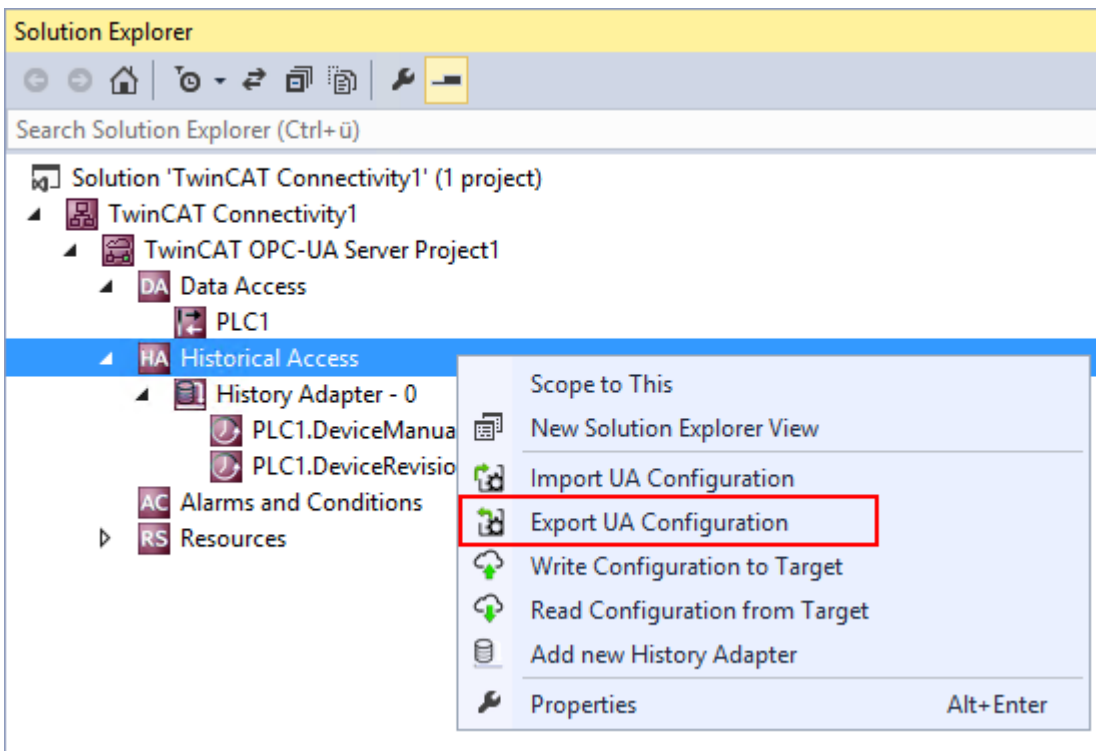 Solution Explorer
Search Solution Explorer (Ctrl+ü)
Solution 'TwinCAT Connectivity1' (1 project)
TwinCAT Connectivity1
TwinCAT OPC-UA Server Project1
DA Data Access
PLC1
HA Historical Access
History Adapter - 0
PLC1.DeviceManua
PLC1.DeviceRevisio
AC Alarms and Conditions
RS Resources
Scope to This
New Solution Explorer View
Import UA Configuration
Export UA Configuration
Write Configuration to Target
Read Configuration from Target
Add new History Adapter
Properties Alt+Enter